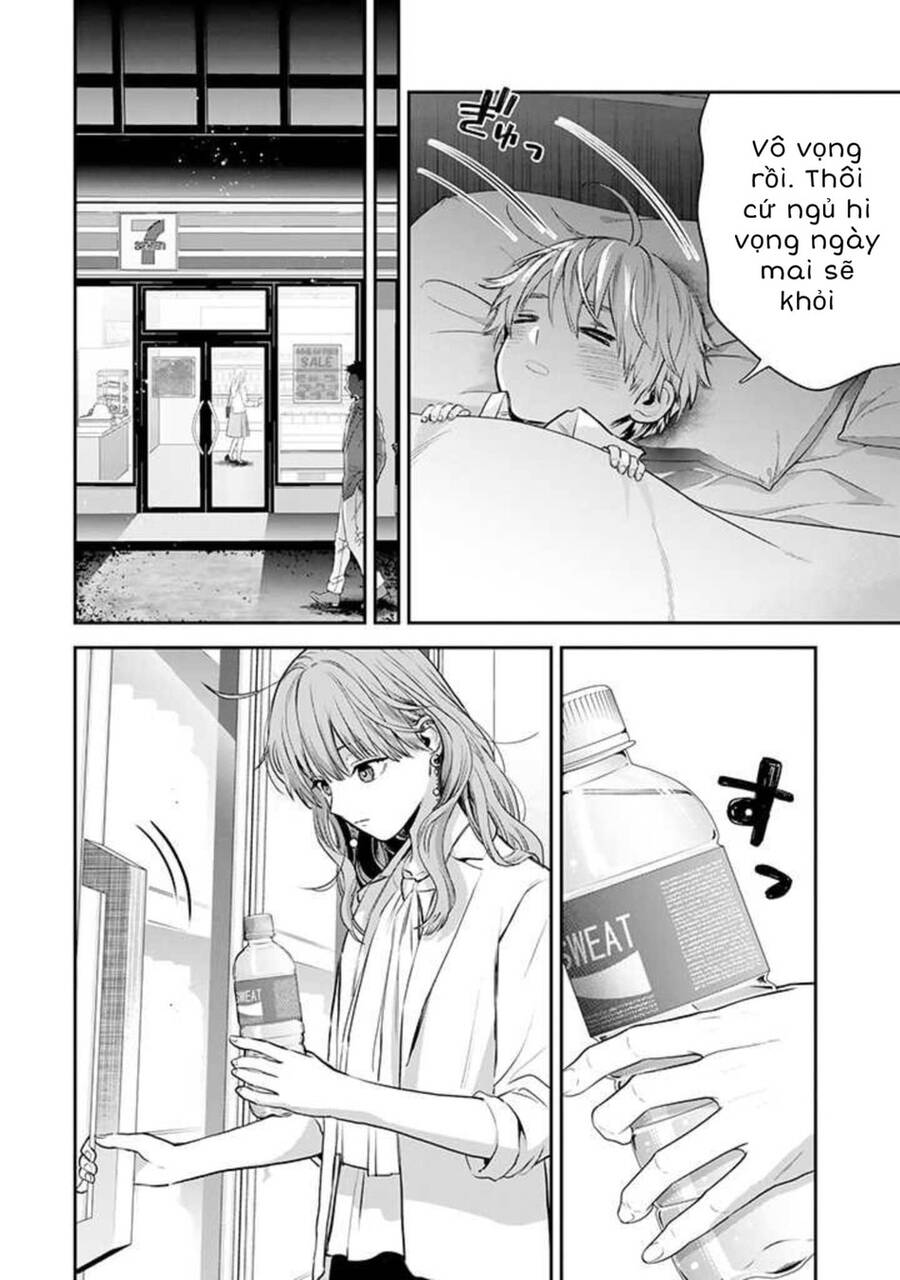 Vô vọng
rồi. Thôi
cứ ngủ hi
vọng ngày
mai sẽ
khỏi
ぎゅっ
7
SALE
す
SWEAT
SWEAT